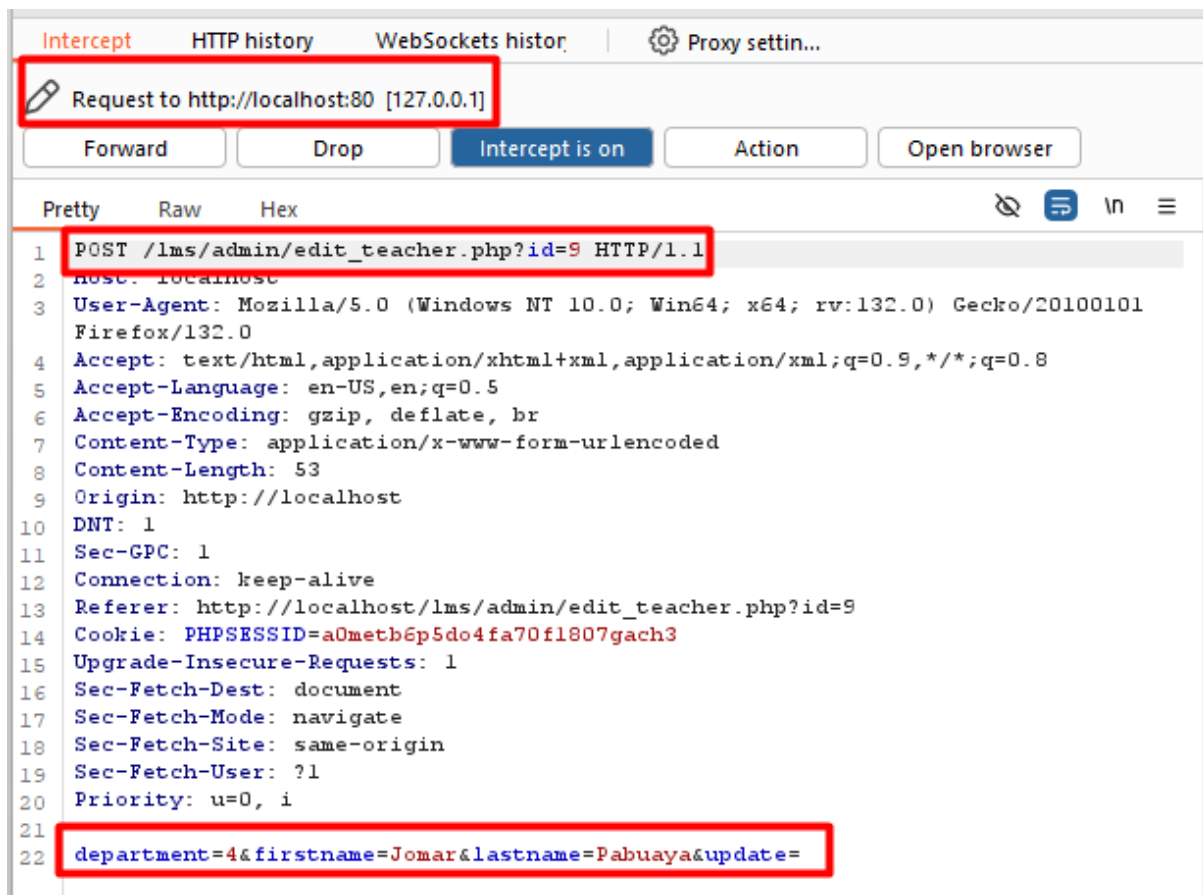 Intercept HTTP history WebSockets histor Proxy settin...
Request to http://localhost:80 [127.0.0.1]
Forward Drop Intercept is on Action Open browser
Pretty Raw Hex \n
1 POST /lms/admin/edit_teacher.php?id=9 HTTP/1.1
2 Host: localhost
3 User-Agent: Mozilla/5.0 (Windows NT 10.0; Win64; x64; rv:132.0) Gecko/20100101
Firefox/132.0
4 Accept: text/html,application/xhtml+xml,application/xml;q=0.9,*/*;q=0.8
5 Accept-Language: en-US,en;q=0.5
6 Accept-Encoding: gzip, deflate, br
7 Content-Type: application/x-www-form-urlencoded
8 Content-Length: 53
9 Origin: http://localhost
10 DNT: 1
11 Sec-GPC: 1
12 Connection: keep-alive
13 Referer: http://localhost/lms/admin/edit_teacher.php?id=9
14 Cookie: PHPSESSID=a0metb6p5do4fa70f1807gach3
15 Upgrade-Insecure-Requests: 1
16 Sec-Fetch-Dest: document
17 Sec-Fetch-Mode: navigate
18 Sec-Fetch-Site: same-origin
19 Sec-Fetch-User: ?1
20 Priority: u=0, i
21
22 department=4&firstname=Jomar&lastname=Pabuaya&update=